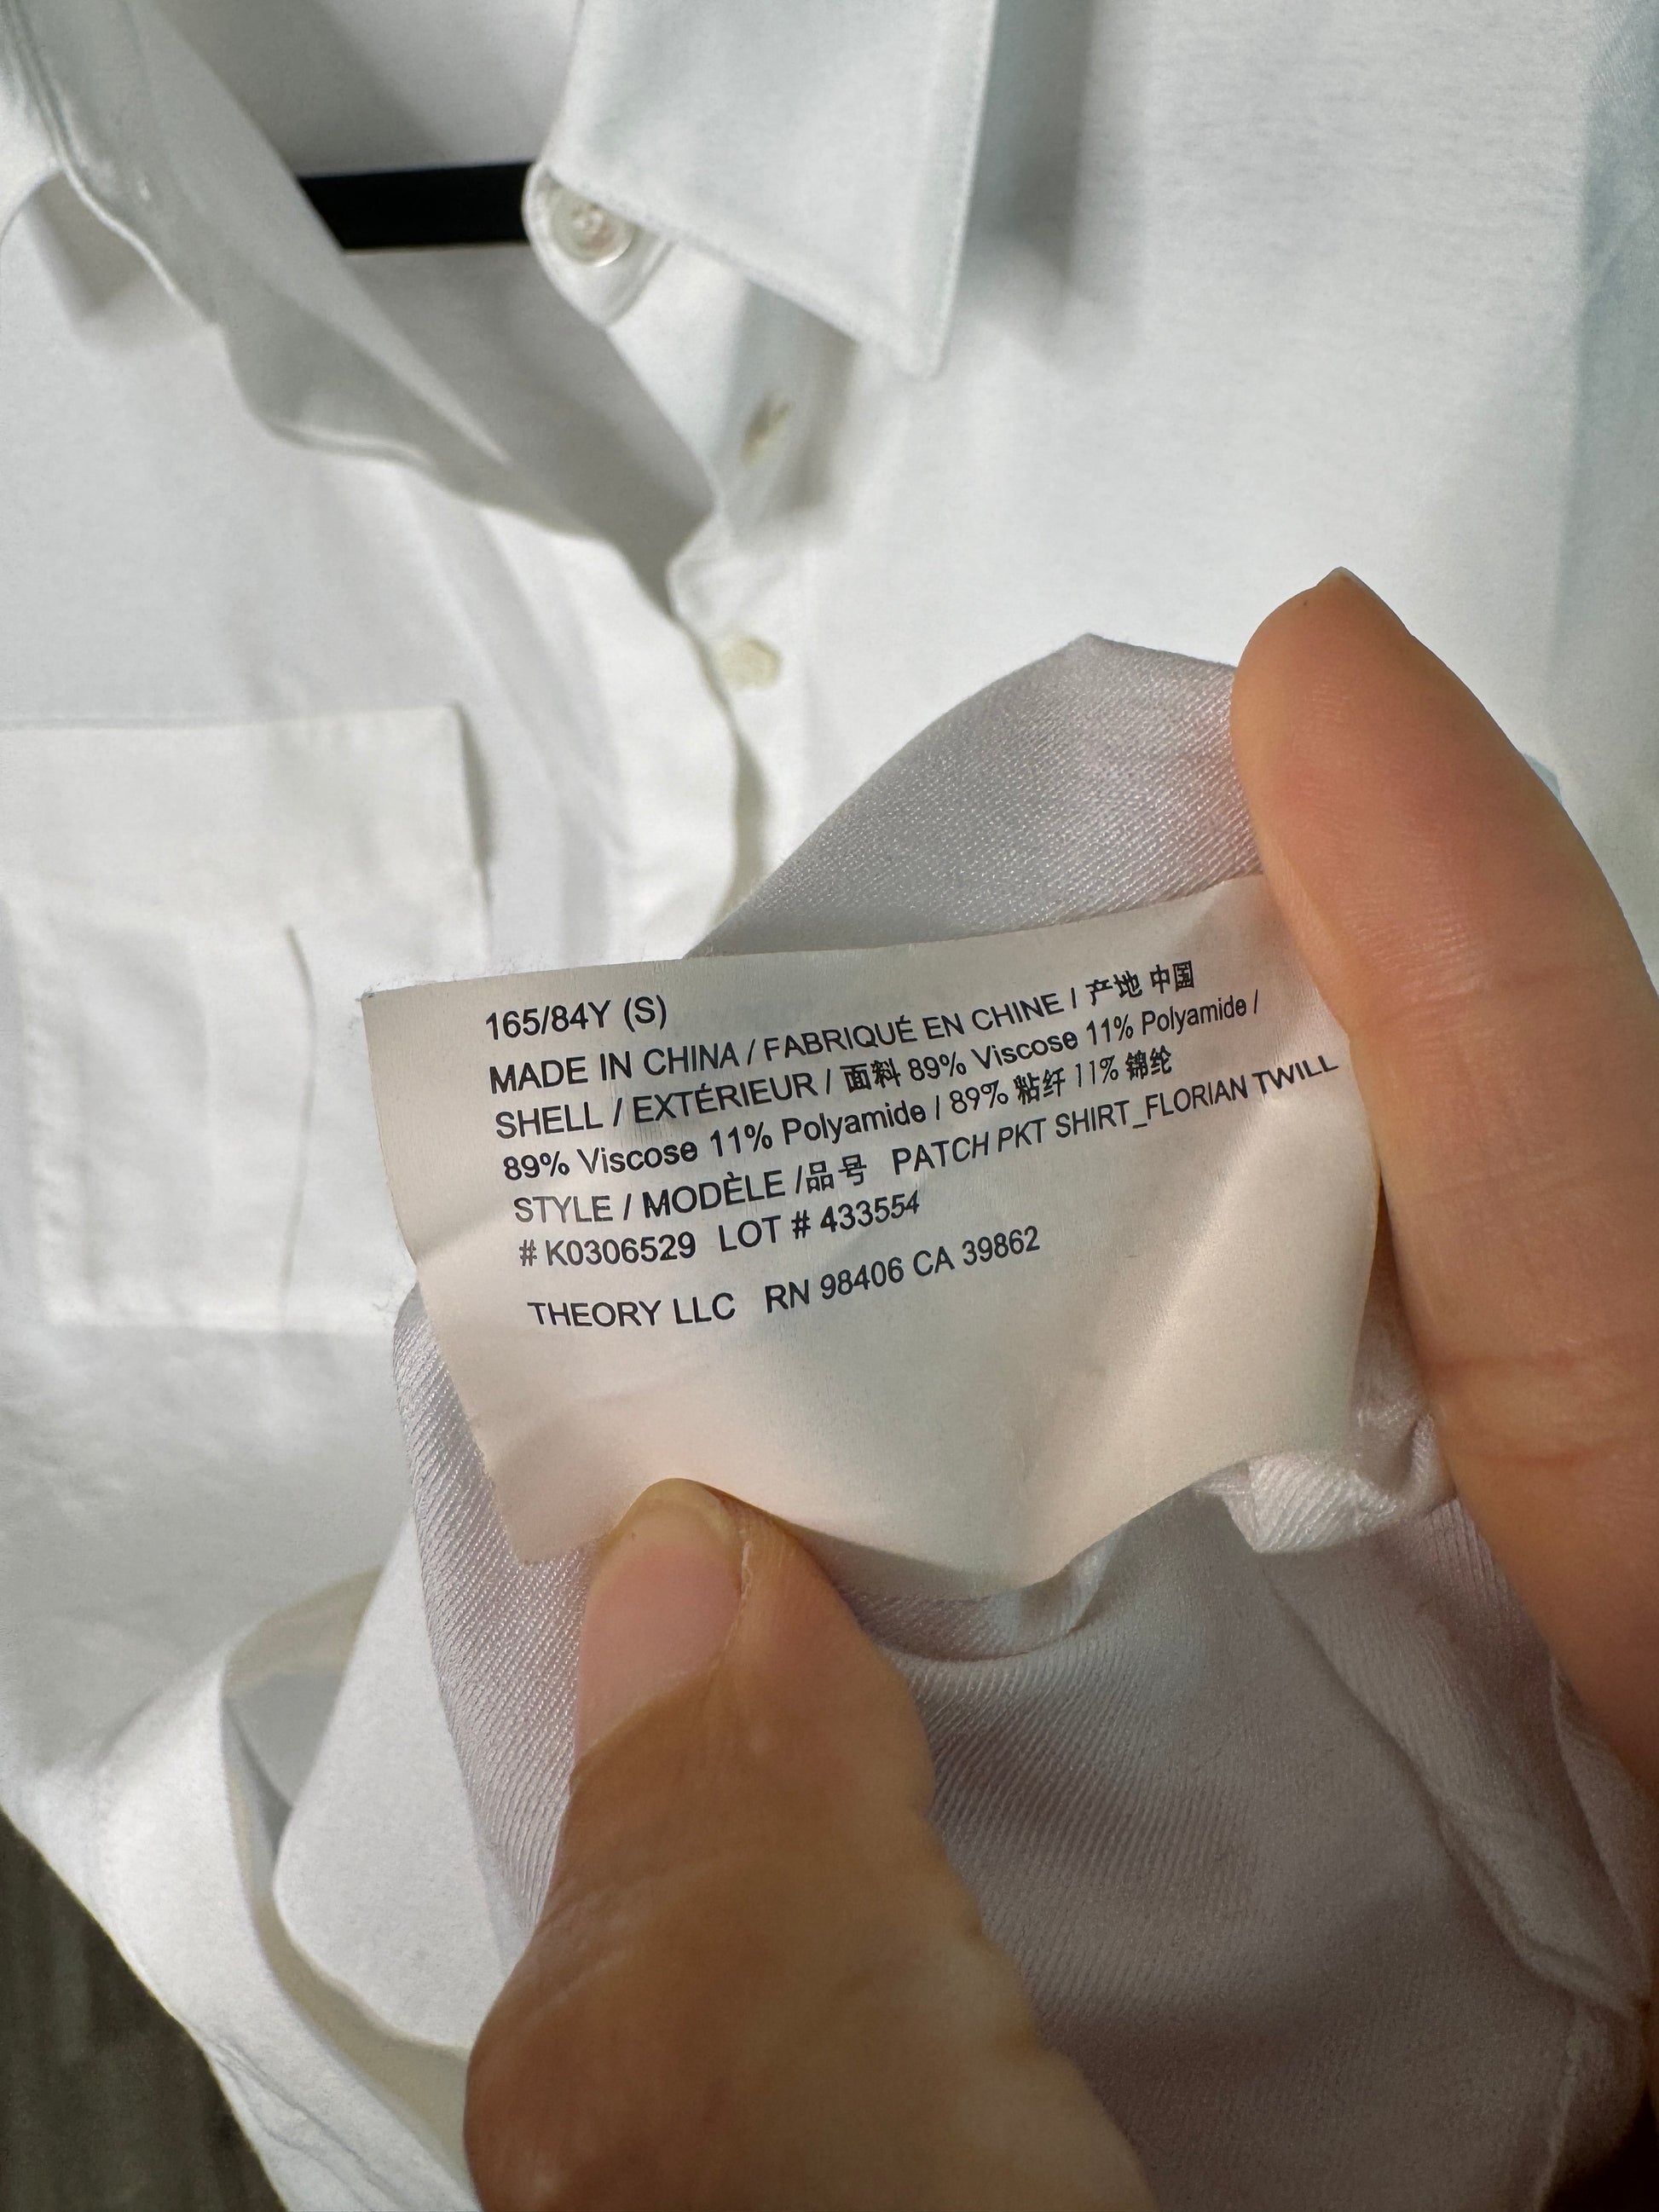 165/84Y (S)
MADE IN CHINA / FABRIQUÉ EN CHINE / 产地 中国
SHELL / EXTÉRIEUR / 面料 89% Viscose 11% Polyamide /
89% Viscose 11% Polyamide / 89% 粘纤 11% 锦纶
STYLE / MODÈLE /品号 PATCH PKT SHIRT_FLORIAN TWILL
# K0306529 LOT # 433554
THEORY LLC RN 98406 CA 39862